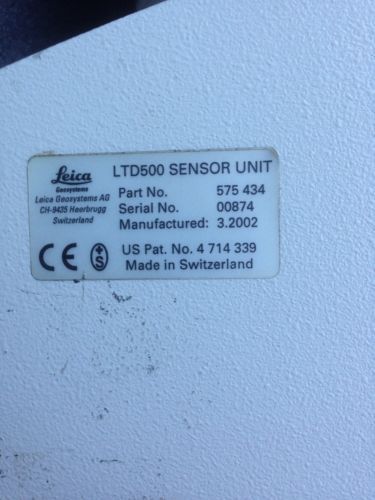 Leica
Geosystems
Leica Geosystems AG
CH-9435 Heerbrugg
Switzerland
LTD500 SENSOR UNIT
Part No. 575 434
Serial No. 00874
Manufactured: 3.2002
US Pat. No. 4 714 339
Made in Switzerland
CE
+S